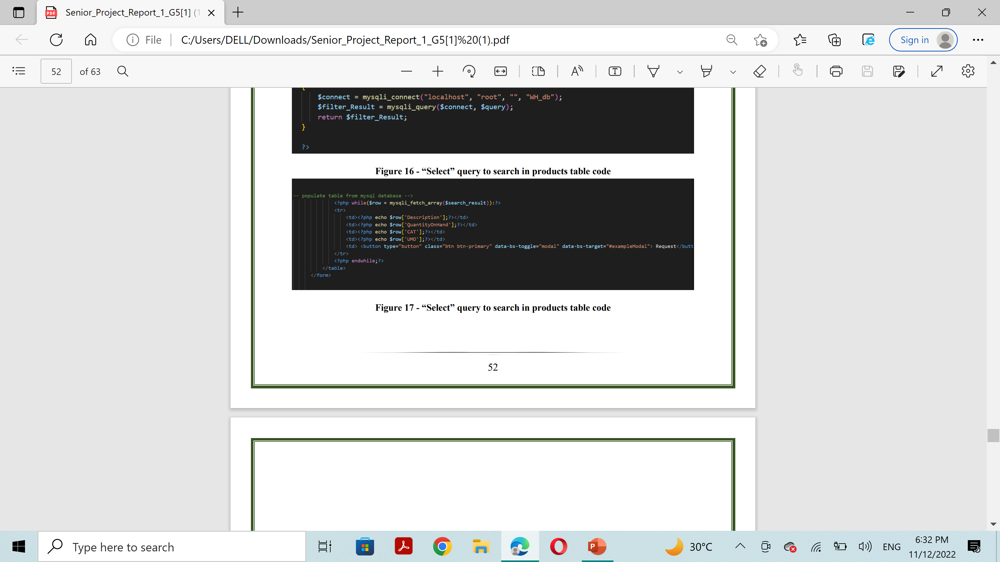 Senior_Project_Report_1_G5[1] (1
File
C:/Users/DELL/Downloads/Senior_Project_Report_1_G5[1]%20(1).pdf
Sign in
52 of 63
{
$connect = mysqli_connect("localhost", "root", "", "WH_db");
$filter_Result = mysqli_query($connect, $query);
return $filter_Result;
}
?>
Figure 16 - “Select” query to search in products table code
-- populate table from mysql database -->
<?php while($row = mysqli_fetch_array($search_result)):?>
<tr>
<td><?php echo $row['Description'];?></td>
<td><?php echo $row['QuantityOnHand'];?></td>
<td><?php echo $row['CAT'];?></td>
<td><?php echo $row['UMO'];?></td>
<td> <button type="button" class="btn btn-primary" data-bs-toggle="modal" data-bs-target="#exampleModal"> Request</butt
</tr>
<?php endwhile;?>
</table>
</form>
Figure 17 - “Select” query to search in products table code
52
Type here to search
30°C
ENG
6:32 PM
11/12/2022